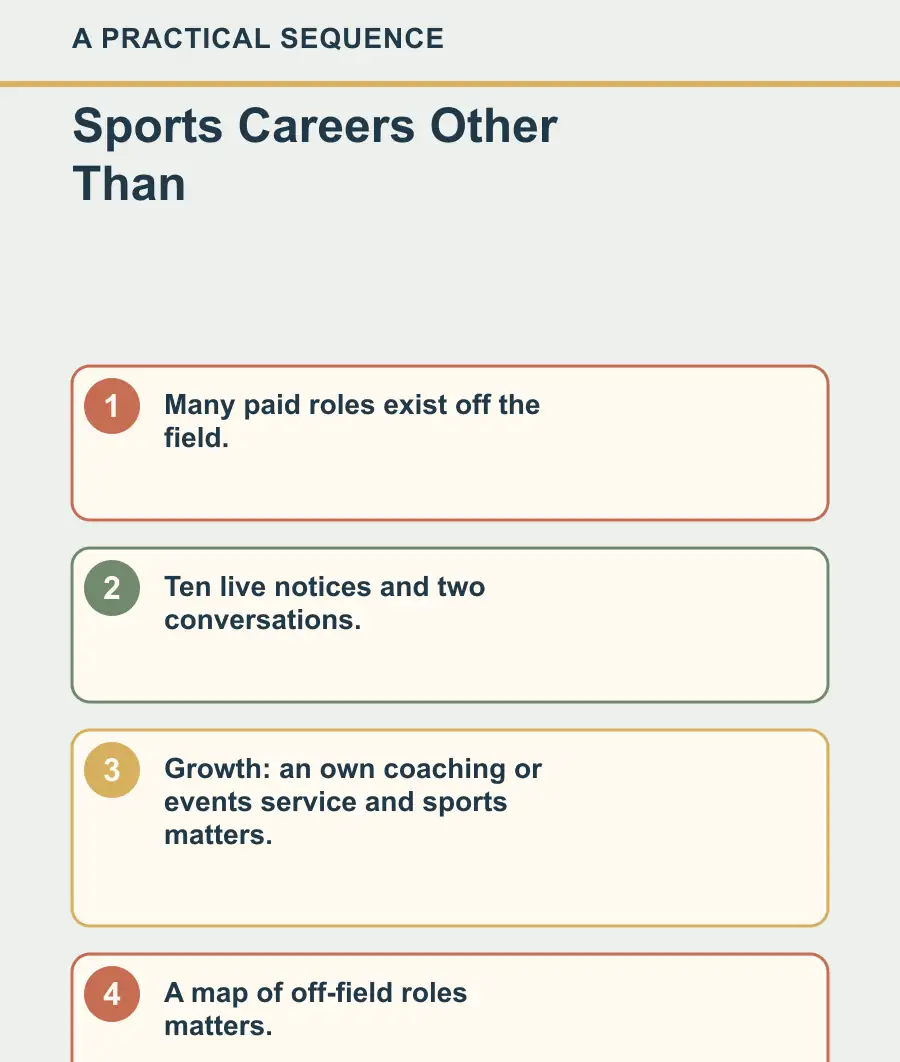 A PRACTICAL SEQUENCE
Sports Careers Other
Than
1
Many paid roles exist off the
field.
2
Ten live notices and two
conversations.
3
Growth: an own coaching or
events service and sports
matters.
4
A map of off-field roles
matters.